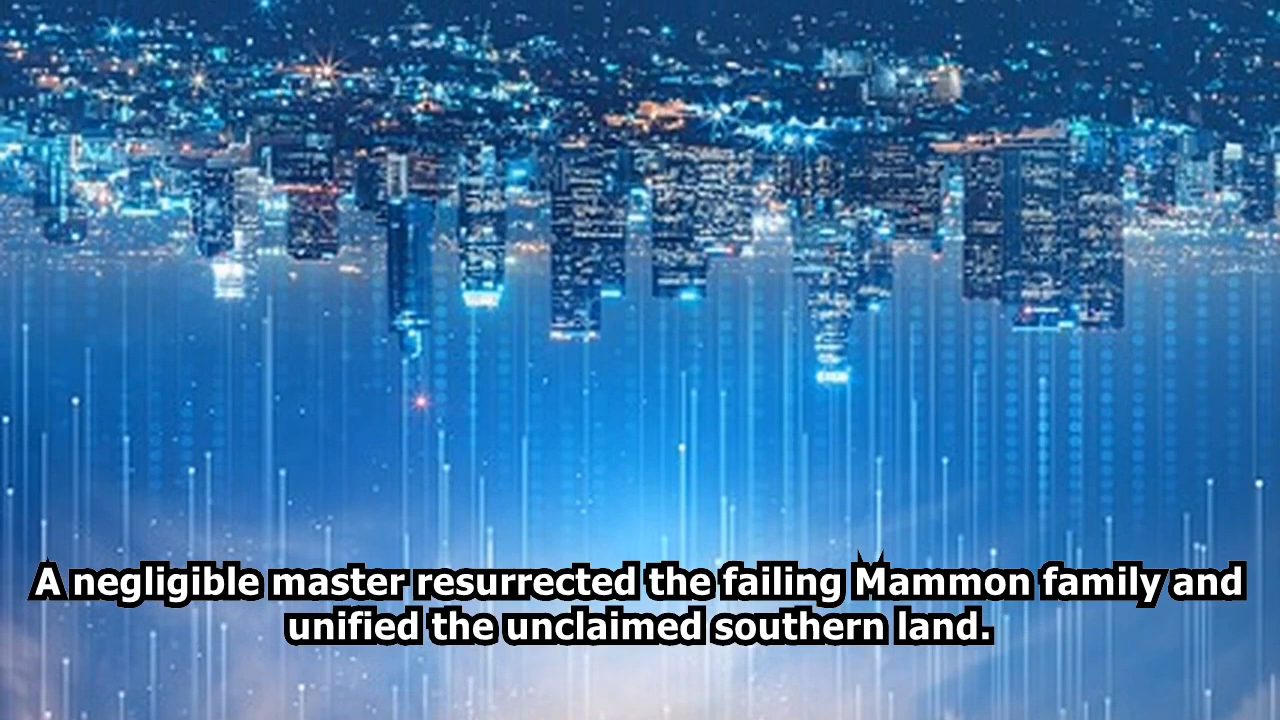 A negligible master resurrected the failing Mammon family and
unified the unclaimed southern land.